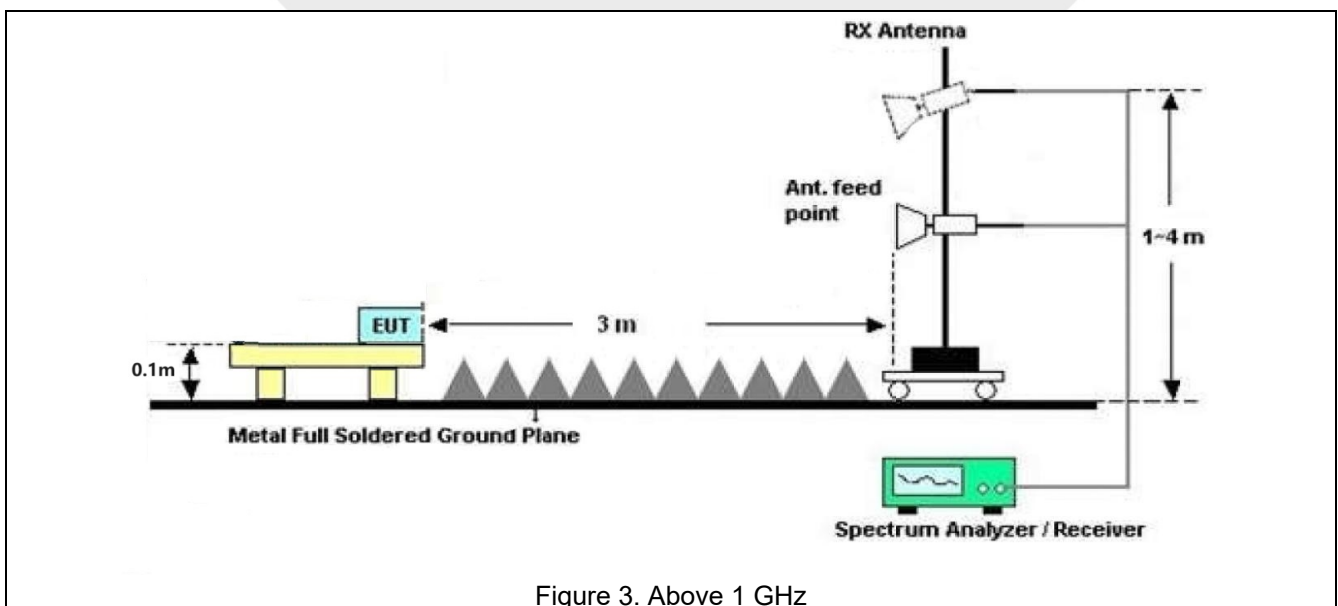 RX Antenna
Ant. feed
point
1~4 m
EUT
3 m
0.1m
Metal Full Soldered Ground Plane
Spectrum Analyzer / Receiver
Figure 3. Above 1 GHz